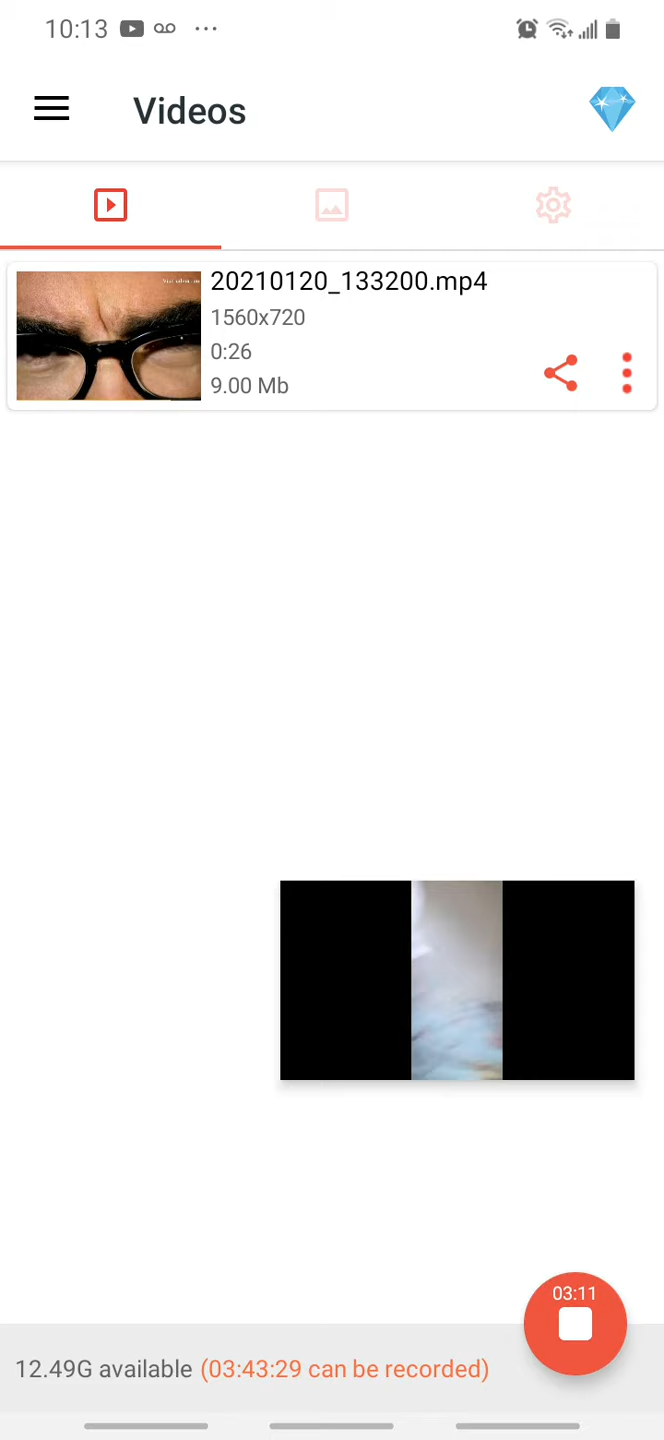 10:13
Videos
20210120_133200.mp4
1560x720
0:26
9.00 Mb
03:11
12.49G available (03:43:29 can be recorded)